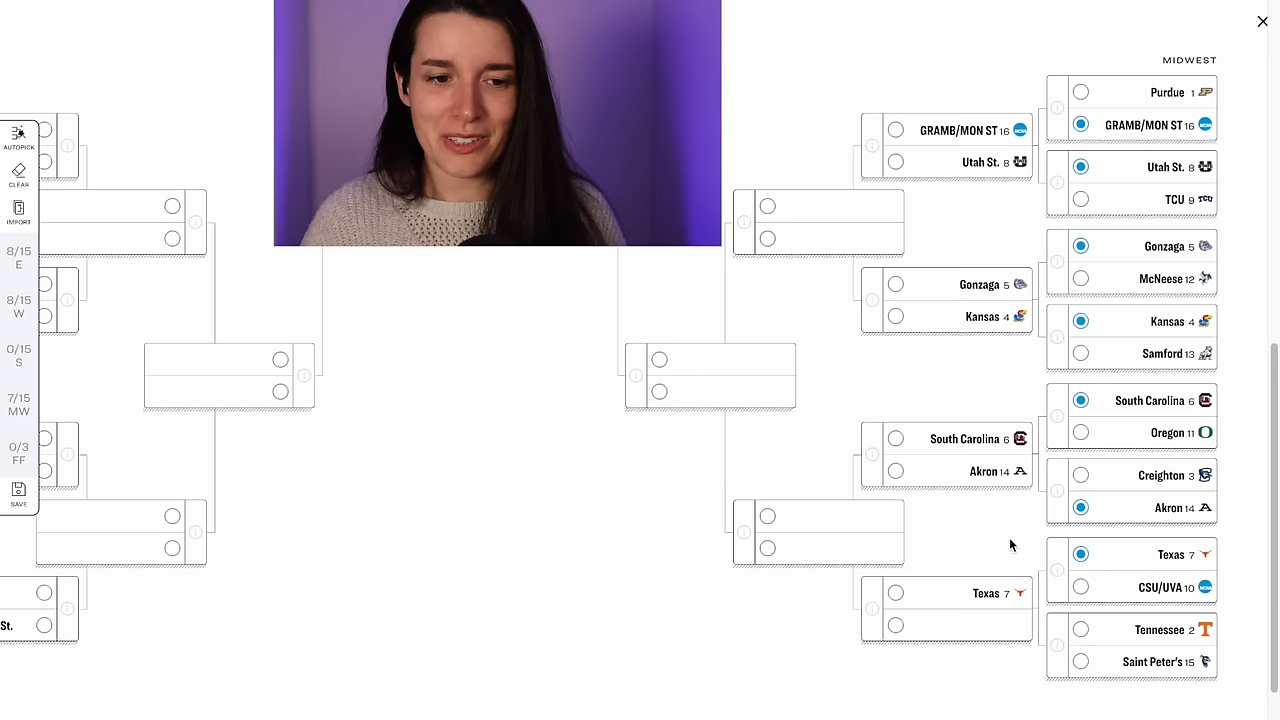 MIDWEST
Purdue 1
GRAMB/MON ST 16
Utah St. 8
TCU 9 TCU
Gonzaga 5
McNeese 12
Kansas 4
Samford 13
South Carolina 6
Oregon 11
Creighton 3
Akron 14
Texas 7
CSU/UVA 10 NCAA
Tennessee 2
Saint Peter's 15
GRAMB/MON ST 16
Utah St. 8
Gonzaga 5
Kansas 4
South Carolina 6
Akron 14
Texas 7
AUTOPICK
CLEAR
IMPORT
8/15
E
8/15
W
0/15
S
7/15
MW
0/3
FF
SAVE
St.